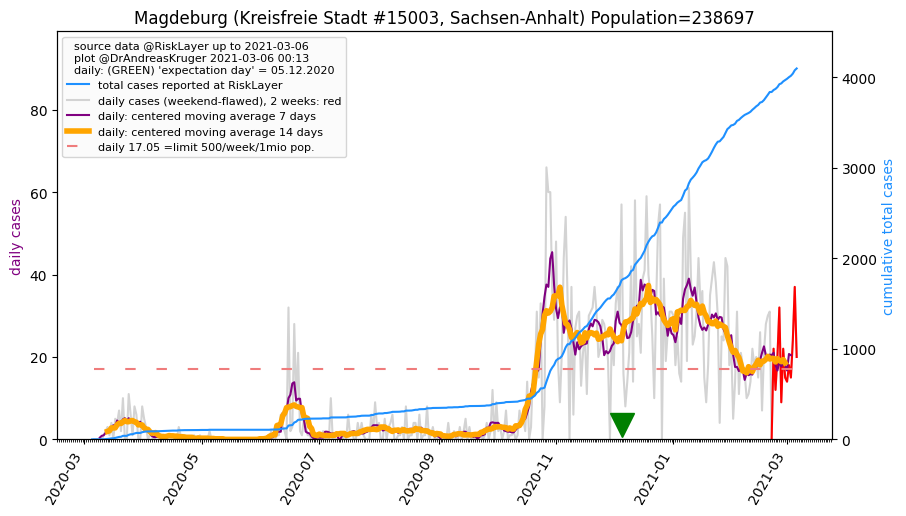 Magdeburg (Kreisfreie Stadt #15003, Sachsen-Anhalt) Population=238697
source data @RiskLayer up to 2021-03-06
plot @DrAndreasKruger 2021-03-06 00:13
daily: (GREEN) 'expectation day' = 05.12.2020
total cases reported at RiskLayer
daily cases (weekend-flawed), 2 weeks: red
daily: centered moving average 7 days
daily: centered moving average 14 days
daily 17.05 =limit 500/week/1mio pop.
daily cases
80
60
40
20
0
cumulative total cases
4000
3000
2000
1000
0
2020-03
2020-05
2020-07
2020-09
2020-11
2021-01
2021-03